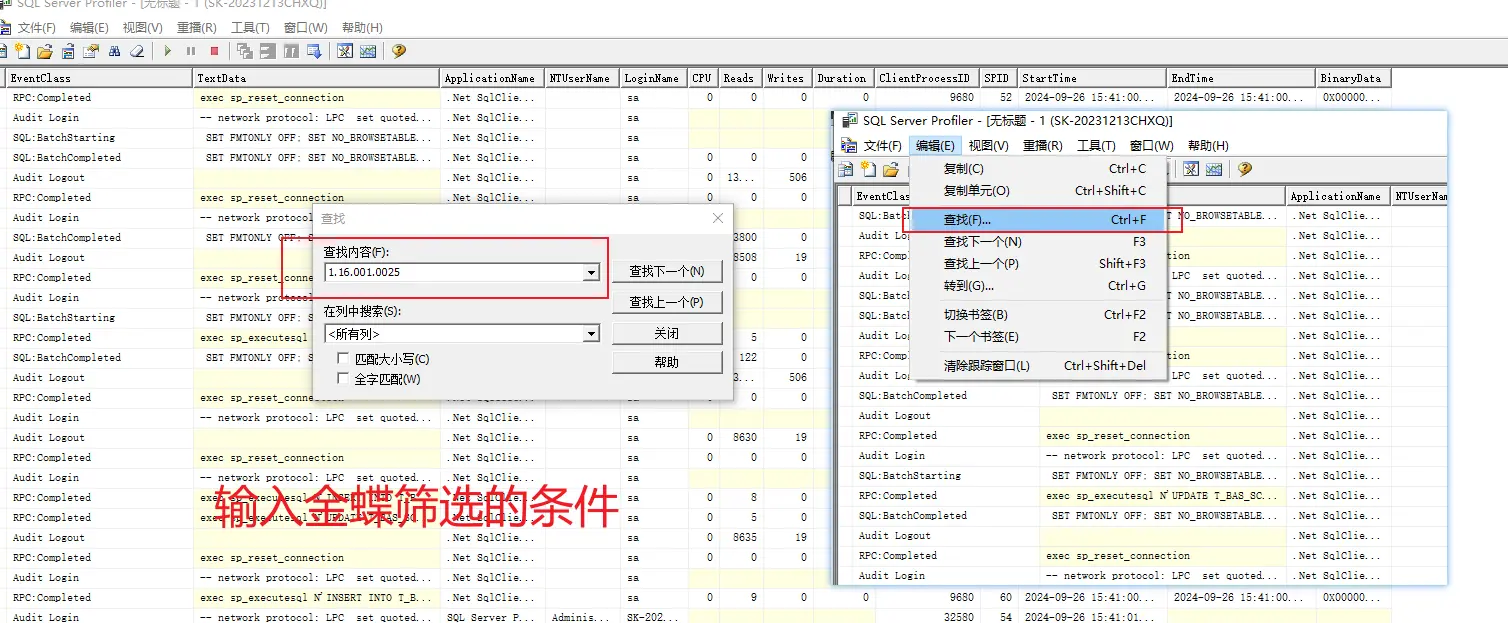 SQL Server Profiler - [无标题 - 1 (SK-20231213CHXQ)]
文件(F) 编辑(E) 视图(V) 重播(R) 工具(T) 窗口(W) 帮助(H)
EventClass TextData ApplicationName NTUserName LoginName CPU Reads Writes Duration ClientProcessID SPID StartTime EndTime BinaryData
RPC:Completed exec sp_reset_connection .Net SqlClie... sa 0 0 0 0 9680 52 2024-09-26 15:41:00... 2024-09-26 15:41:00... 0X00000...
Audit Login -- network protocol: LPC set quoted... .Net SqlClie... sa
SQL:BatchStarting SET FMTONLY OFF; SET NO_BROWSETABLE... .Net SqlClie... sa
SQL:BatchCompleted SET FMTONLY OFF; SET NO_BROWSETABLE... .Net SqlClie... sa 0 0 0
Audit Logout .Net SqlClie... sa 0 13... 506
RPC:Completed exec sp_reset_connection .Net SqlClie... sa 0 0 0
Audit Login -- network protocol
SQL:BatchCompleted SET FMTONLY OFF; SET N 3800 0
Audit Logout 8508 19
RPC:Completed exec sp_reset_conne 0 0
Audit Login -- network protocol
SQL:BatchStarting SET FMTONLY OFF; S
RPC:Completed exec sp_executesql 5 0
SQL:BatchCompleted SET FMTONLY OFF; S 122 0
Audit Logout 3... 506
RPC:Completed exec sp_reset_conne 0 0
Audit Login -- network protocol: LPC set quoted... .Net SqlClie... sa
Audit Logout .Net SqlClie... sa 0 8630 19
RPC:Completed exec sp_reset_connection .Net SqlClie... sa 0 0 0
Audit Login -- network protocol: LPC set quoted... .Net SqlClie... sa
RPC:Completed exec sp_executesql N'INSERT INTO T_B... .Net SqlClie... sa 0 8 0
RPC:Completed exec sp_executesql N'UPDATE T_BAS_SC... .Net SqlClie... sa 0 5 0
Audit Logout .Net SqlClie... sa 0 8635 19
RPC:Completed exec sp_reset_connection .Net SqlClie... sa 0 0 0
Audit Login -- network protocol: LPC set quoted... .Net SqlClie... sa
RPC:Completed exec sp_executesql N'INSERT INTO T_B... .Net SqlClie... sa 0 9 0 0 9680 60 2024-09-26 15:41:00... 2024-09-26 15:41:00... 0X00000...
Audit Login -- network protocol: LPC set quoted... SQL Server P... Adminis... SK-202... 32580 54 2024-09-26 15:41:01...
输入金蝶筛选的条件
查找
查找内容(F):
1.16.001.0025
查找下一个(N)
查找上一个(P)
在列中搜索(S):
<所有列>
关闭
匹配大小写(C)
帮助
全字匹配(W)
SQL Server Profiler - [无标题 - 1 (SK-20231213CHXQ)]
文件(F) 编辑(E) 视图(V) 重播(R) 工具(T) 窗口(W) 帮助(H)
复制(C) Ctrl+C
复制单元(O) Ctrl+Shift+C
查找(F)... Ctrl+F
查找下一个(N) F3
查找上一个(P) Shift+F3
转到(G)... Ctrl+G
切换书签(B) Ctrl+F2
下一个书签(E) F2
清除跟踪窗口(L) Ctrl+Shift+Del
EventClas ApplicationName NTUserNam
SQL:Batch T NO_BROWSETABLE... .Net SqlClie...
Audit Lo .Net SqlClie...
RPC:Comp tion .Net SqlClie...
Audit Lo LPC set quoted... .Net SqlClie...
SQL:Batc T NO_BROWSETABLE... .Net SqlClie...
SQL:Batc T NO_BROWSETABLE... .Net SqlClie...
Audit Lo .Net SqlClie...
RPC:Comp tion .Net SqlClie...
Audit Lo LPC set quoted... .Net SqlClie...
SQL:BatchCompleted SET FMTONLY OFF; SET NO_BROWSETABLE... .Net SqlClie...
Audit Logout .Net SqlClie...
RPC:Completed exec sp_reset_connection .Net SqlClie...
Audit Login -- network protocol: LPC set quoted... .Net SqlClie...
SQL:BatchStarting SET FMTONLY OFF; SET NO_BROWSETABLE... .Net SqlClie...
RPC:Completed exec sp_executesql N'UPDATE T_BAS_SC... .Net SqlClie...
SQL:BatchCompleted SET FMTONLY OFF; SET NO_BROWSETABLE... .Net SqlClie...
Audit Logout .Net SqlClie...
RPC:Completed exec sp_reset_connection .Net SqlClie...
Audit Login -- network protocol: LPC set quoted... .Net SqlClie...